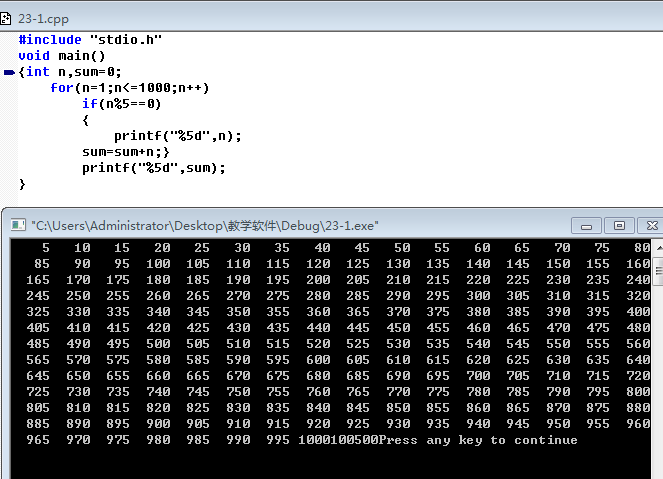 23-1.cpp
#include "stdio.h"
void main()
{int n,sum=0;
for(n=1;n<=1000;n++)
if(n%5==0)
{
printf("%5d",n);
sum=sum+n;}
printf("%5d",sum);
}
"C:\Users\Administrator\Desktop\教学软件\Debug\23-1.exe"
5 10 15 20 25 30 35 40 45 50 55 60 65 70 75 80
85 90 95 100 105 110 115 120 125 130 135 140 145 150 155 160
165 170 175 180 185 190 195 200 205 210 215 220 225 230 235 240
245 250 255 260 265 270 275 280 285 290 295 300 305 310 315 320
325 330 335 340 345 350 355 360 365 370 375 380 385 390 395 400
405 410 415 420 425 430 435 440 445 450 455 460 465 470 475 480
485 490 495 500 505 510 515 520 525 530 535 540 545 550 555 560
565 570 575 580 585 590 595 600 605 610 615 620 625 630 635 640
645 650 655 660 665 670 675 680 685 690 695 700 705 710 715 720
725 730 735 740 745 750 755 760 765 770 775 780 785 790 795 800
805 810 815 820 825 830 835 840 845 850 855 860 865 870 875 880
885 890 895 900 905 910 915 920 925 930 935 940 945 950 955 960
965 970 975 980 985 990 995 1000100500Press any key to continue